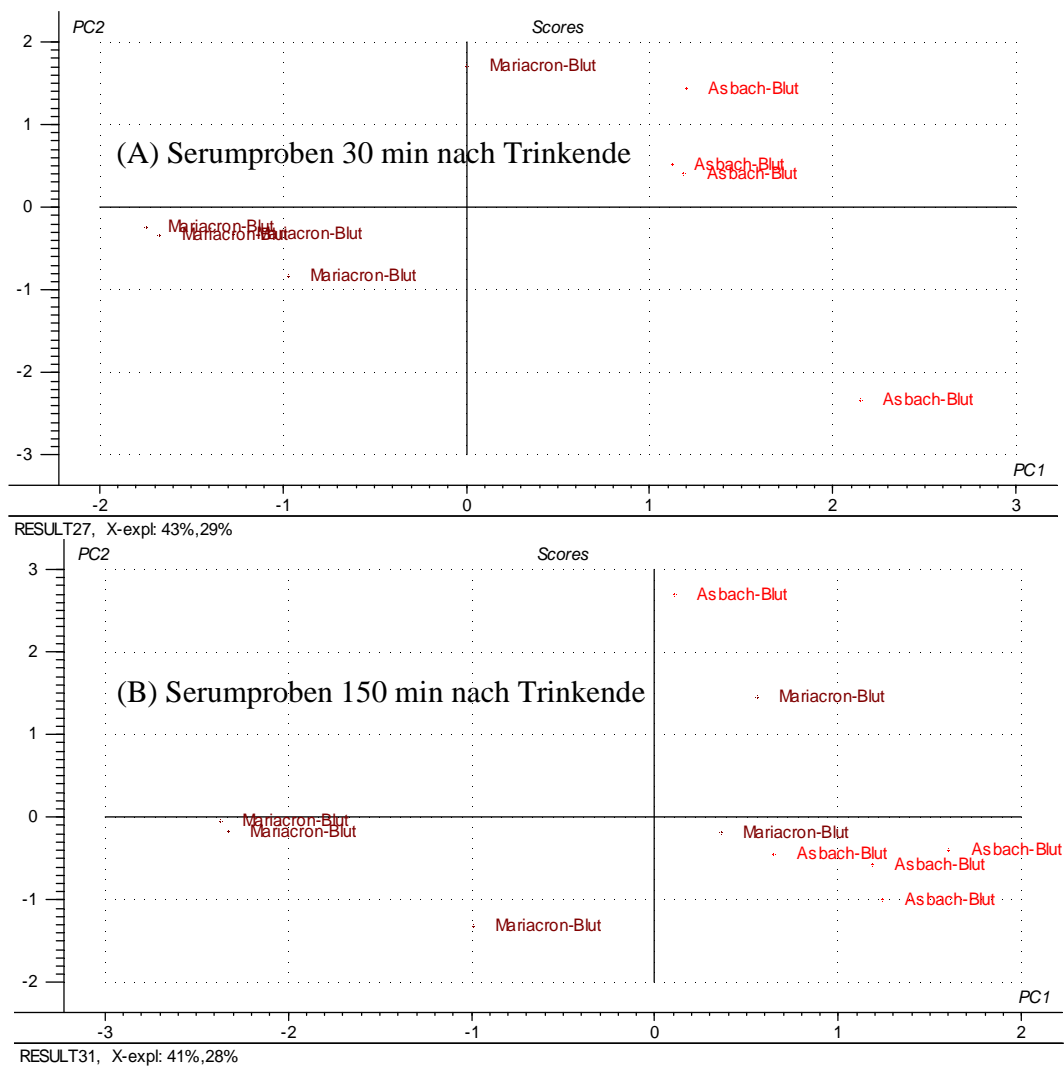 PC2
Scores
2
Mariacron-Blut
Asbach-Blut
1
(A) Serumproben 30 min nach Trinkende
Asbach-Blut
Asbach-Blut
0
Mariacron-Blut
Mariacron-Blut
Mariacron-Blut
Mariacron-Blut
-1
-2
Asbach-Blut
-3
PC1
-2 -1 0 1 2 3
RESULT27, X-expl: 43%,29%
PC2
Scores
3
Asbach-Blut
2
(B) Serumproben 150 min nach Trinkende
Mariacron-Blut
1
0
Mariacron-Blut
Mariacron-Blut
Mariacron-Blut
Asbach-Blut
Asbach-Blut
Asbach-Blut
-1
Asbach-Blut
Mariacron-Blut
-2
PC1
-3 -2 -1 0 1 2
RESULT31, X-expl: 41%,28%